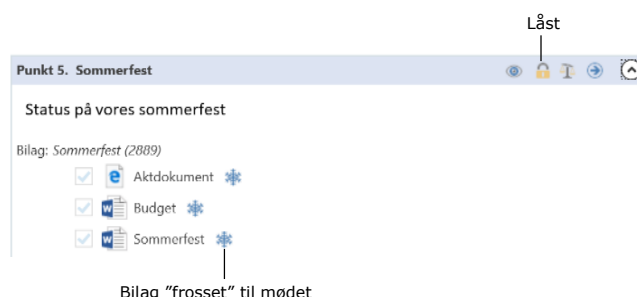 Låst
Punkt 5. Sommerfest
Status på vores sommerfest
Bilag: Sommerfest (2889)
Aktdokument
Budget
Sommerfest
Bilag ”frosset” til mødet